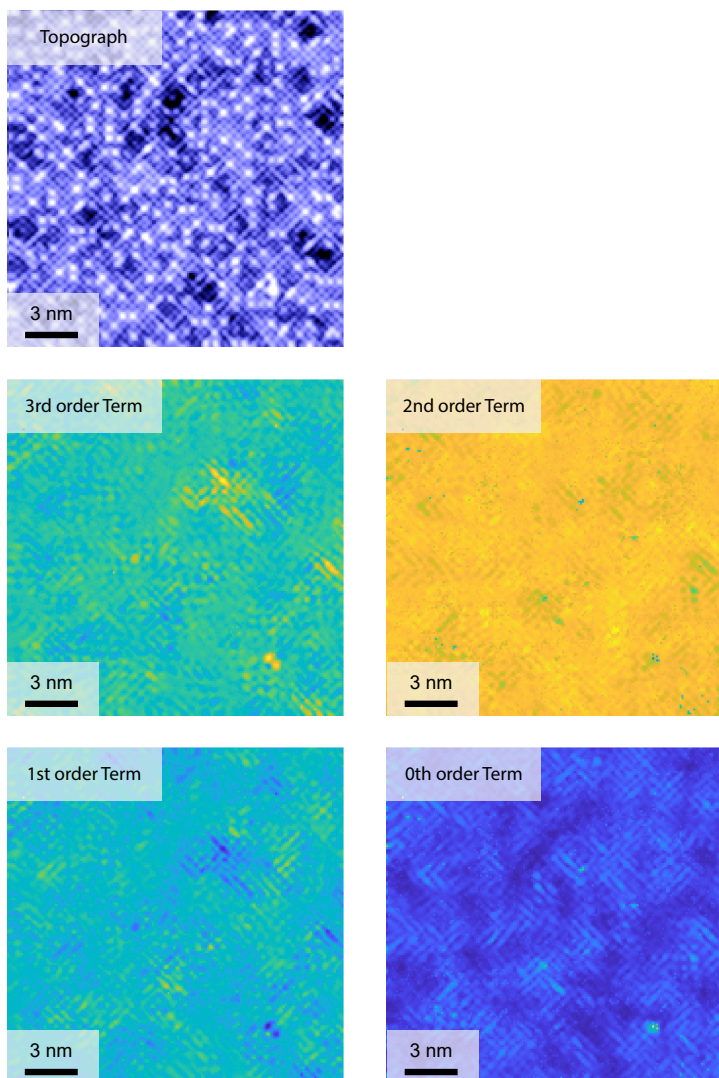 Topograph
3 nm
3rd order Term
2nd order Term
3 nm
3 nm
1st order Term
0th order Term
3 nm
3 nm